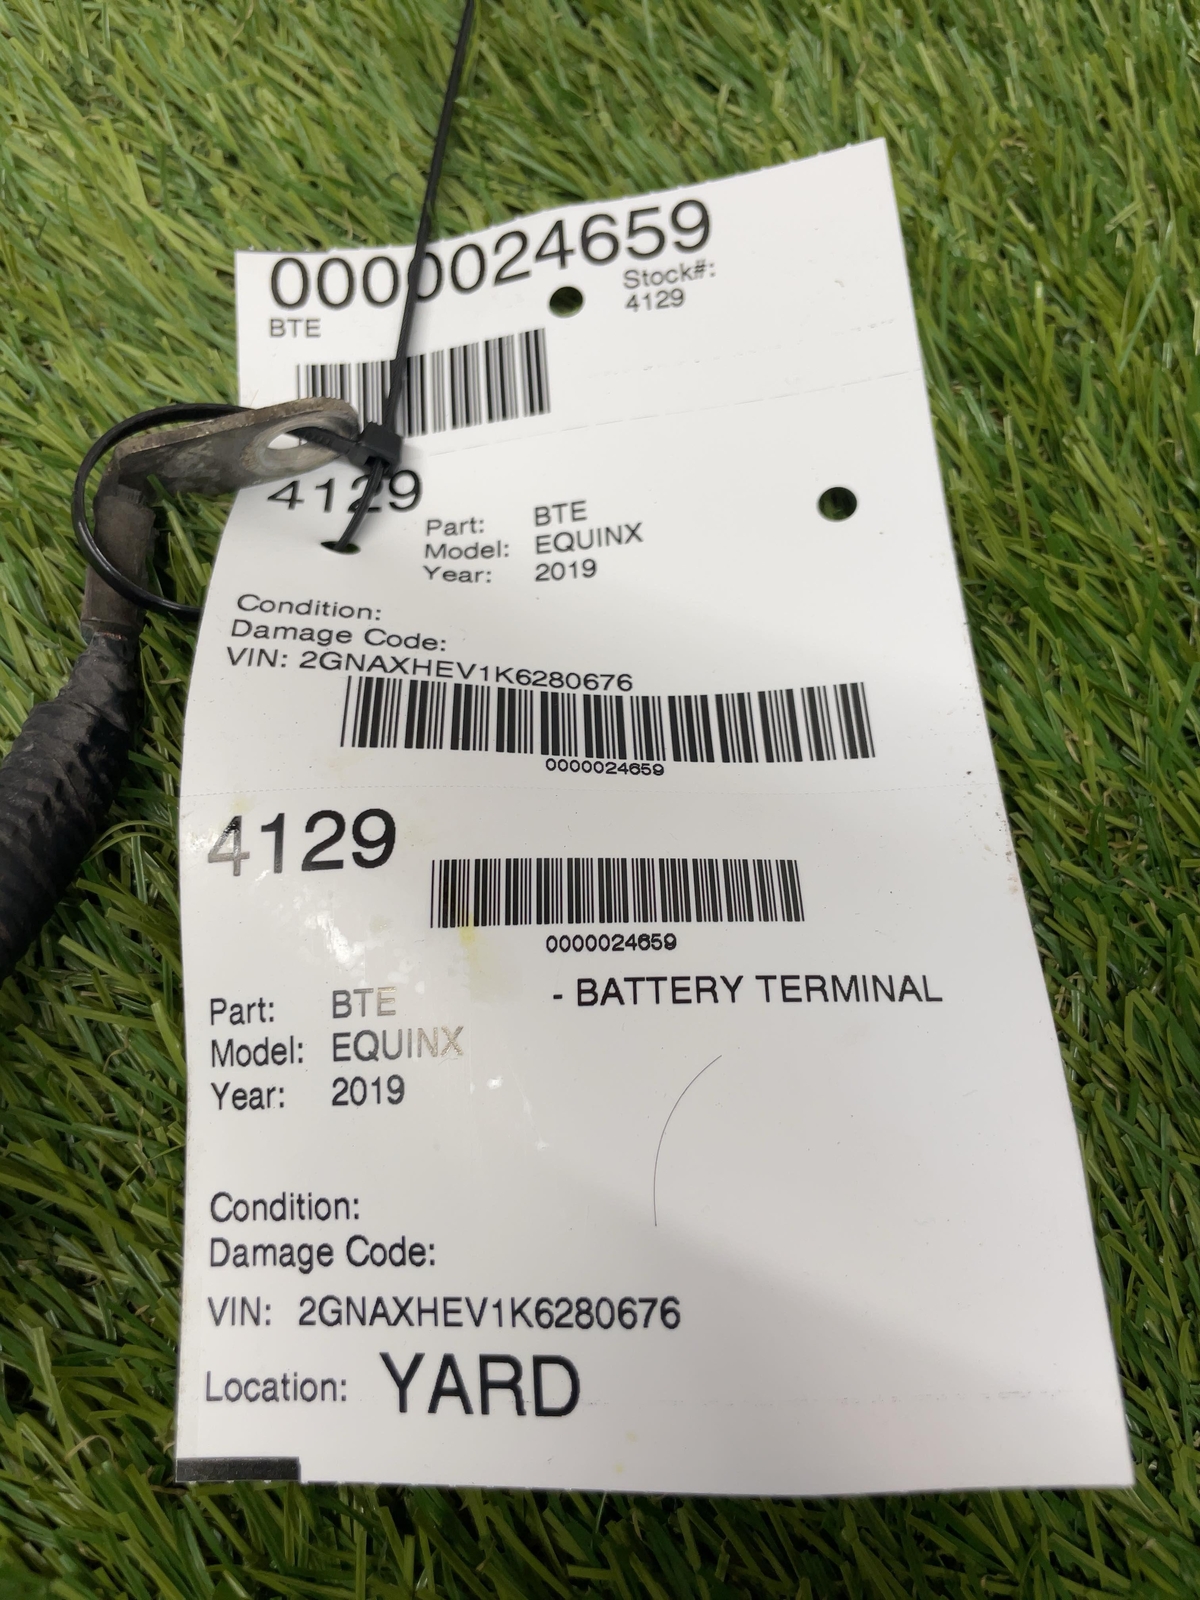 0000024659
BTE
Stock#:
4129
4129
Part: BTE
Model: EQUINX
Year: 2019
Condition:
Damage Code:
VIN: 2GNAXHEV1K6280676
0000024659
4129
0000024659
Part: BTE - BATTERY TERMINAL
Model: EQUINX
Year: 2019
Condition:
Damage Code:
VIN: 2GNAXHEV1K6280676
Location: YARD